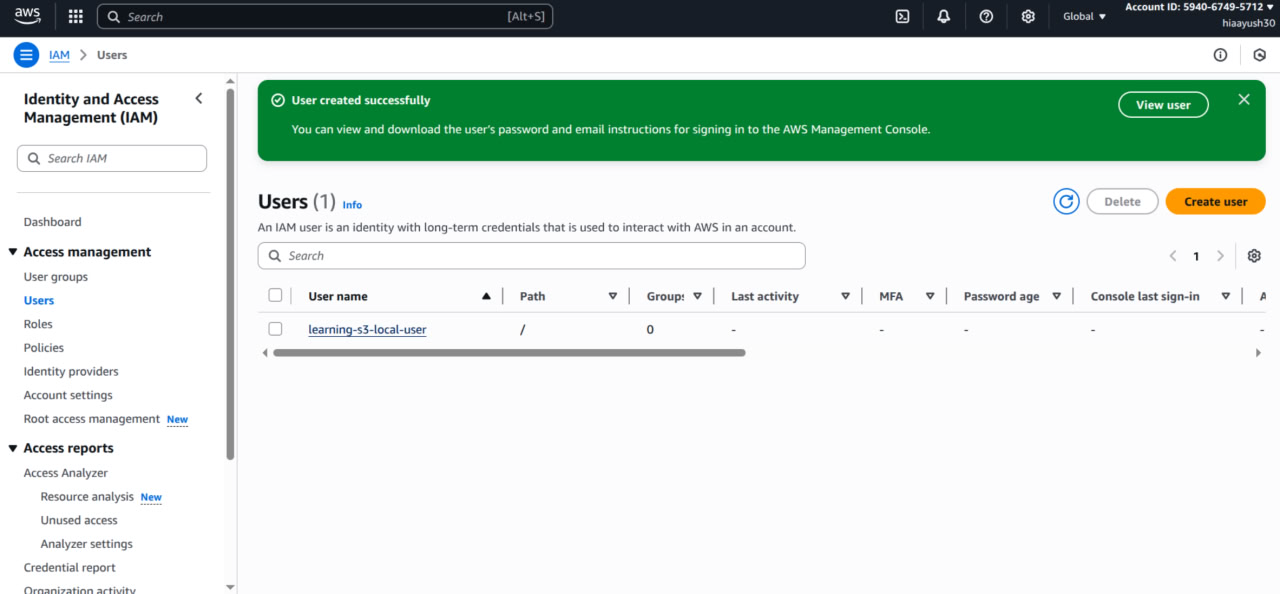 aws
Search
[Alt+S]
Global
Account ID: 5940-6749-5712
hiaayush30
IAM
Users
Identity and Access
Management (IAM)
Search IAM
Dashboard
Access management
User groups
Users
Roles
Policies
Identity providers
Account settings
Root access management New
Access reports
Access Analyzer
Resource analysis New
Unused access
Analyzer settings
Credential report
Organization activity
User created successfully
You can view and download the user's password and email instructions for signing in to the AWS Management Console.
View user
Users (1) Info
An IAM user is an identity with long-term credentials that is used to interact with AWS in an account.
Delete
Create user
Search
1
User name Path Groups Last activity MFA Password age Console last sign-in A
learning-s3-local-user / 0 - - - - -